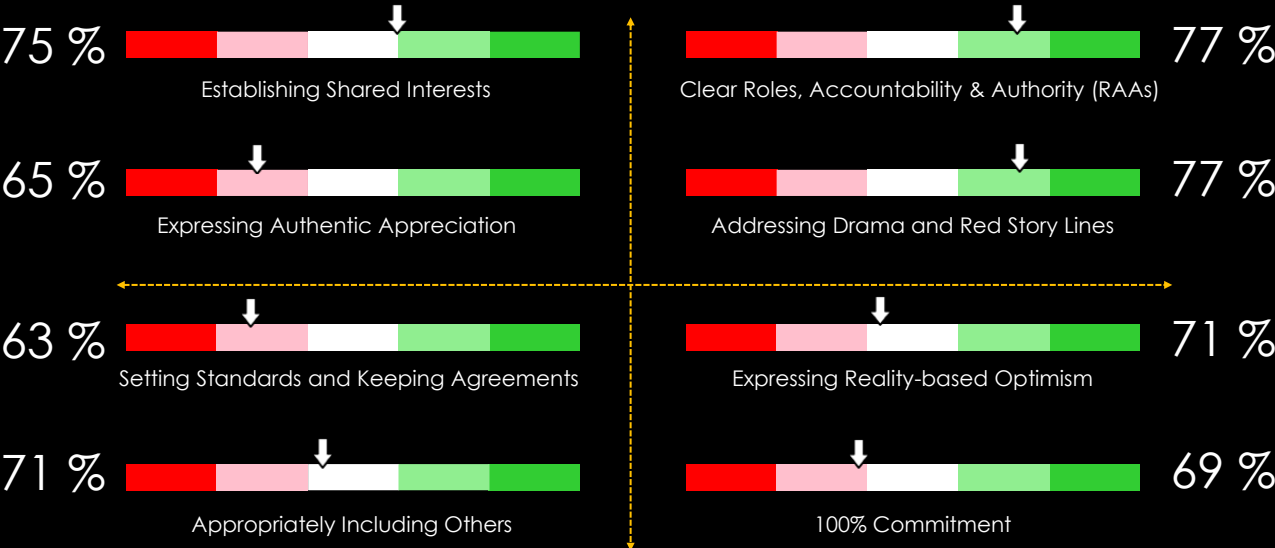 75 %
Establishing Shared Interests
77 %
Clear Roles, Accountability & Authority (RAAs)
65 %
Expressing Authentic Appreciation
77 %
Addressing Drama and Red Story Lines
63 %
Setting Standards and Keeping Agreements
71 %
Expressing Reality-based Optimism
71 %
Appropriately Including Others
69 %
100% Commitment